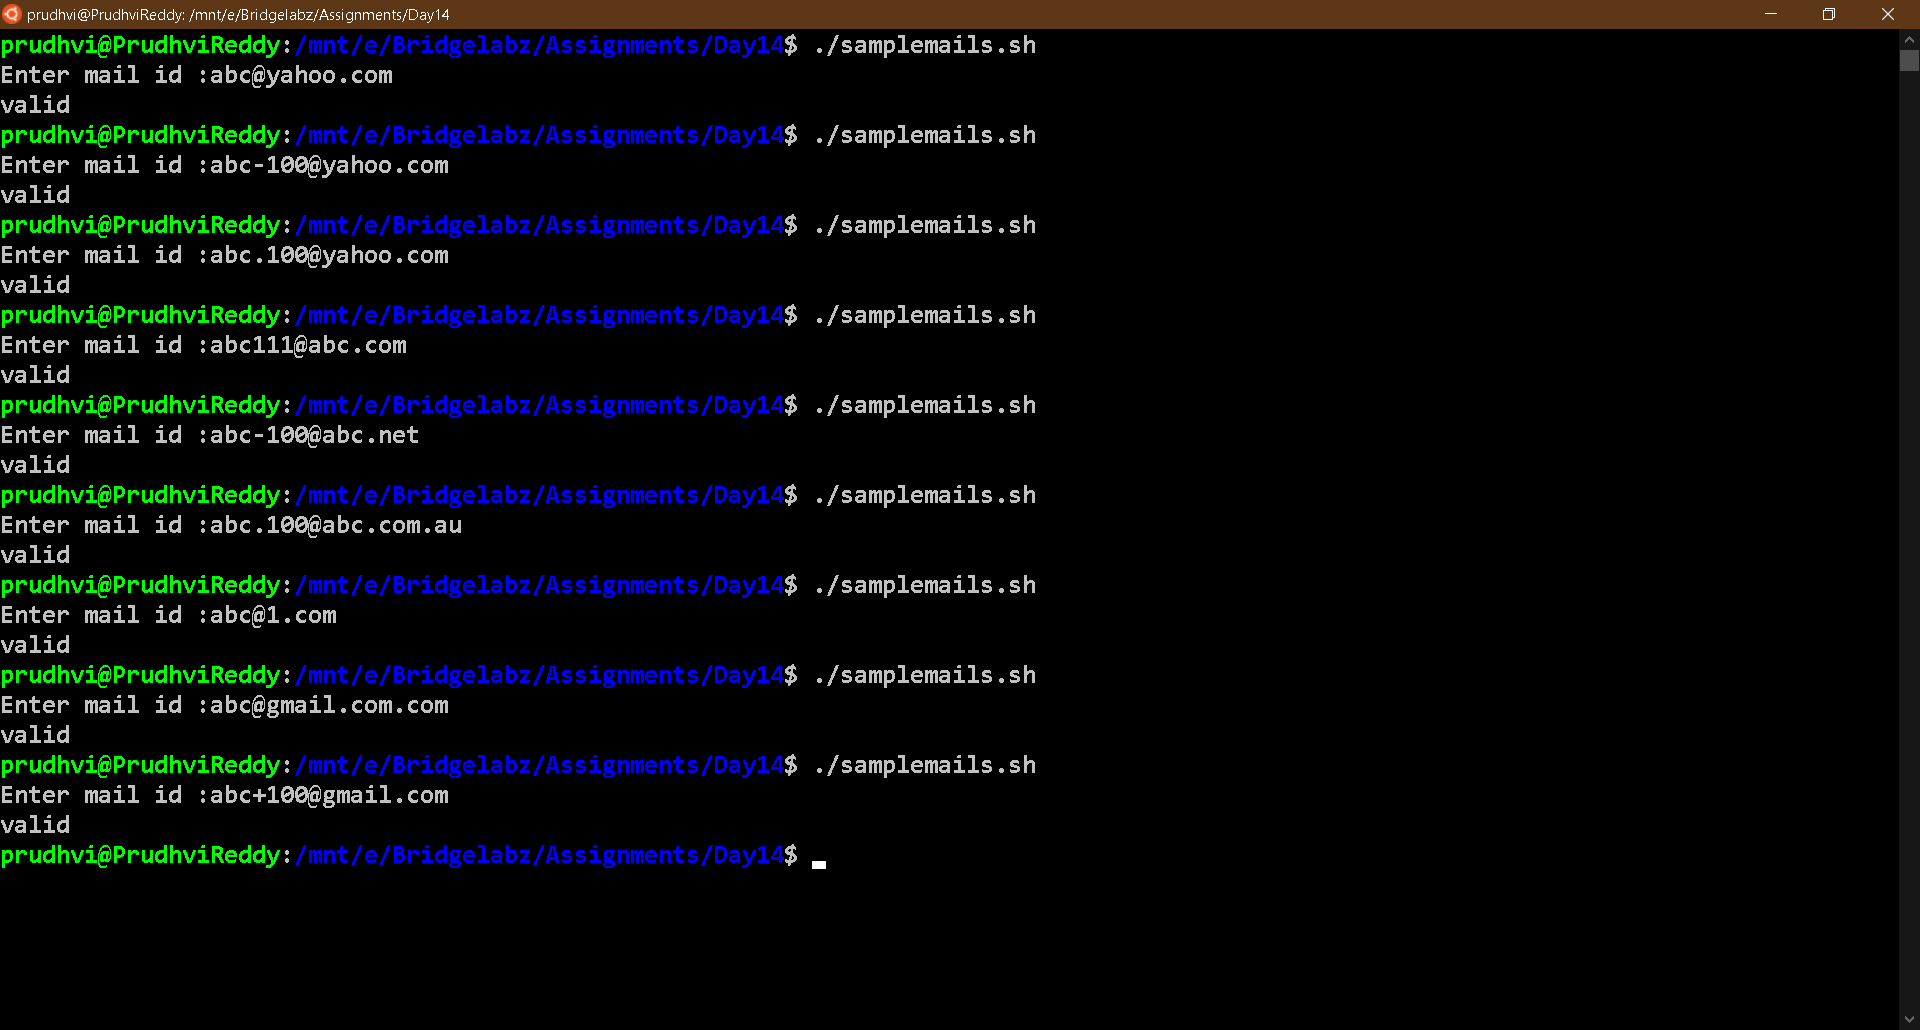 prudhvi@PrudhviReddy: /mnt/e/Bridgelabz/Assignments/Day14
prudhvi@PrudhviReddy:/mnt/e/Bridgelabz/Assignments/Day14$ ./samplemails.sh
Enter mail id :abc@yahoo.com
valid
prudhvi@PrudhviReddy:/mnt/e/Bridgelabz/Assignments/Day14$ ./samplemails.sh
Enter mail id :abc-100@yahoo.com
valid
prudhvi@PrudhviReddy:/mnt/e/Bridgelabz/Assignments/Day14$ ./samplemails.sh
Enter mail id :abc.100@yahoo.com
valid
prudhvi@PrudhviReddy:/mnt/e/Bridgelabz/Assignments/Day14$ ./samplemails.sh
Enter mail id :abc111@abc.com
valid
prudhvi@PrudhviReddy:/mnt/e/Bridgelabz/Assignments/Day14$ ./samplemails.sh
Enter mail id :abc-100@abc.net
valid
prudhvi@PrudhviReddy:/mnt/e/Bridgelabz/Assignments/Day14$ ./samplemails.sh
Enter mail id :abc.100@abc.com.au
valid
prudhvi@PrudhviReddy:/mnt/e/Bridgelabz/Assignments/Day14$ ./samplemails.sh
Enter mail id :abc@1.com
valid
prudhvi@PrudhviReddy:/mnt/e/Bridgelabz/Assignments/Day14$ ./samplemails.sh
Enter mail id :abc@gmail.com.com
valid
prudhvi@PrudhviReddy:/mnt/e/Bridgelabz/Assignments/Day14$ ./samplemails.sh
Enter mail id :abc+100@gmail.com
valid
prudhvi@PrudhviReddy:/mnt/e/Bridgelabz/Assignments/Day14$